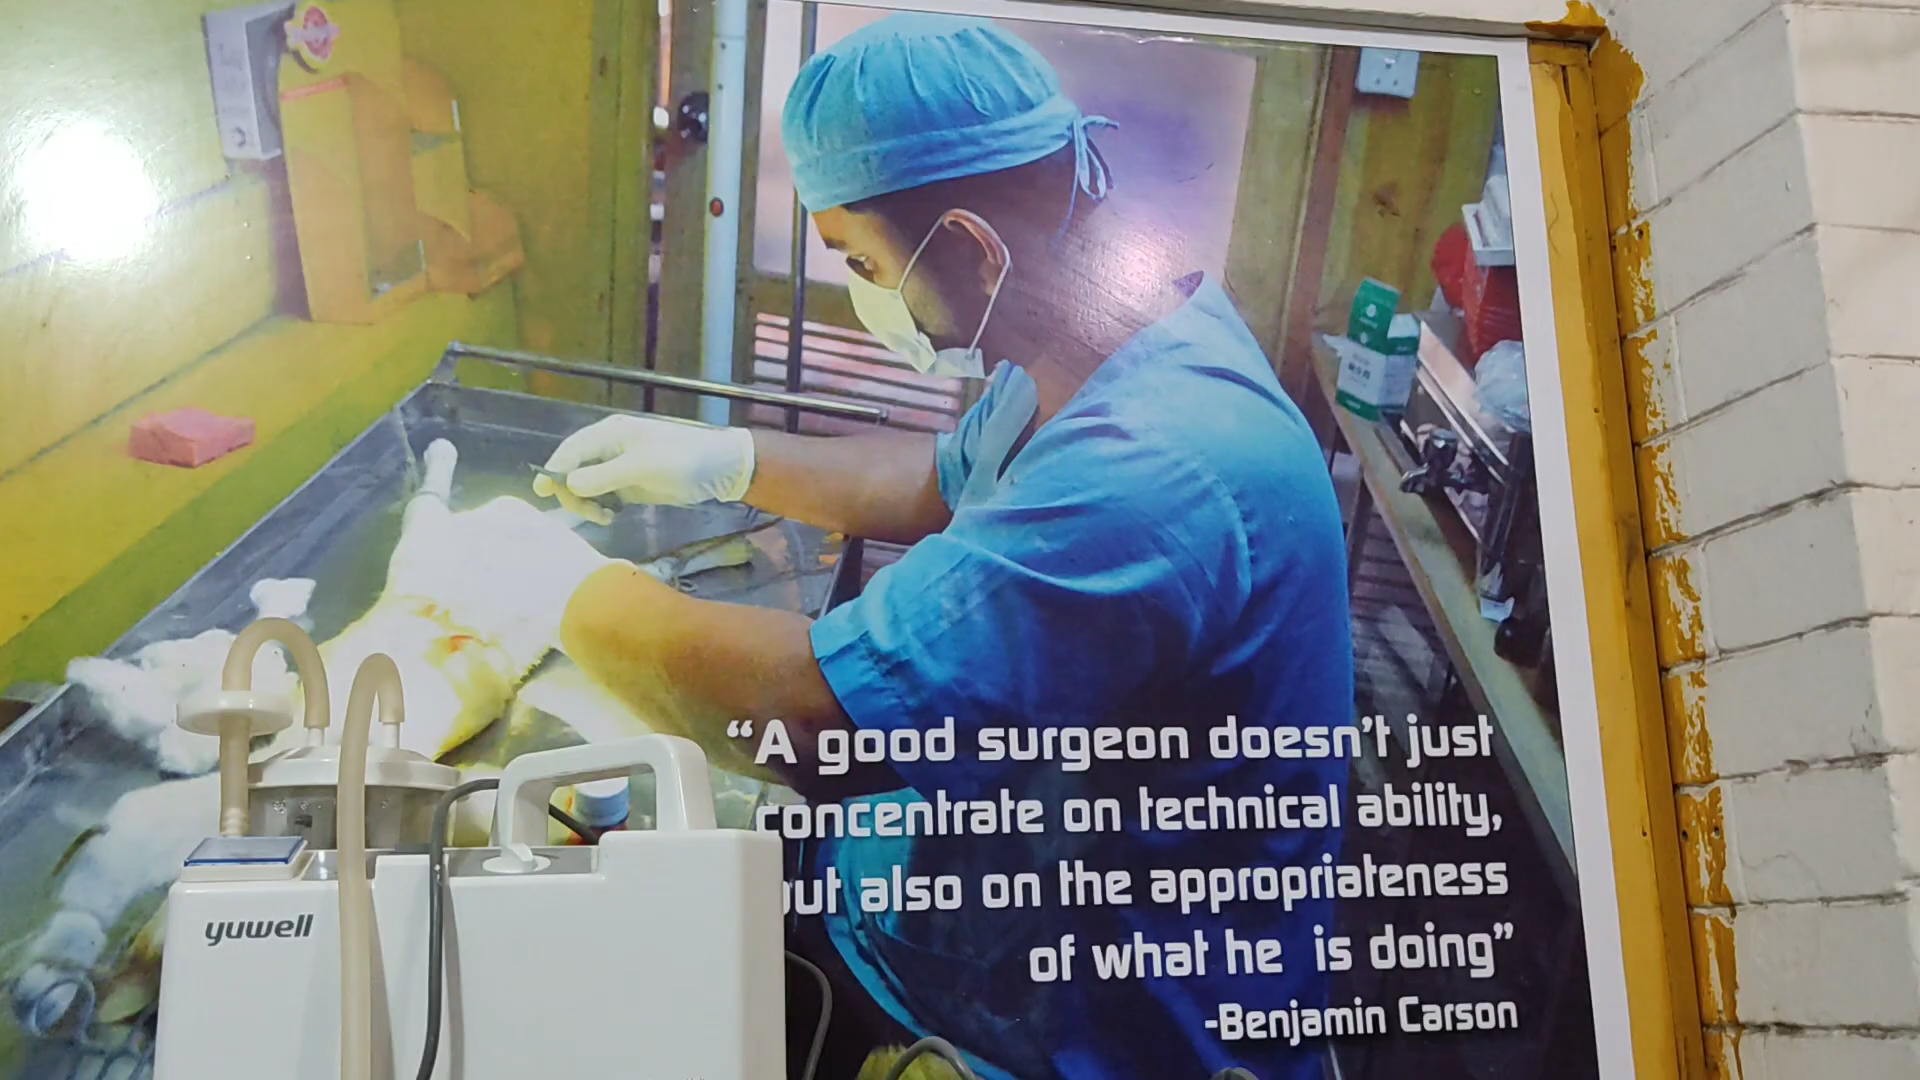 "A good surgeon doesn't just
concentrate on technical ability,
but also on the appropriateness
of what he is doing"
-Benjamin Carson
yuwell